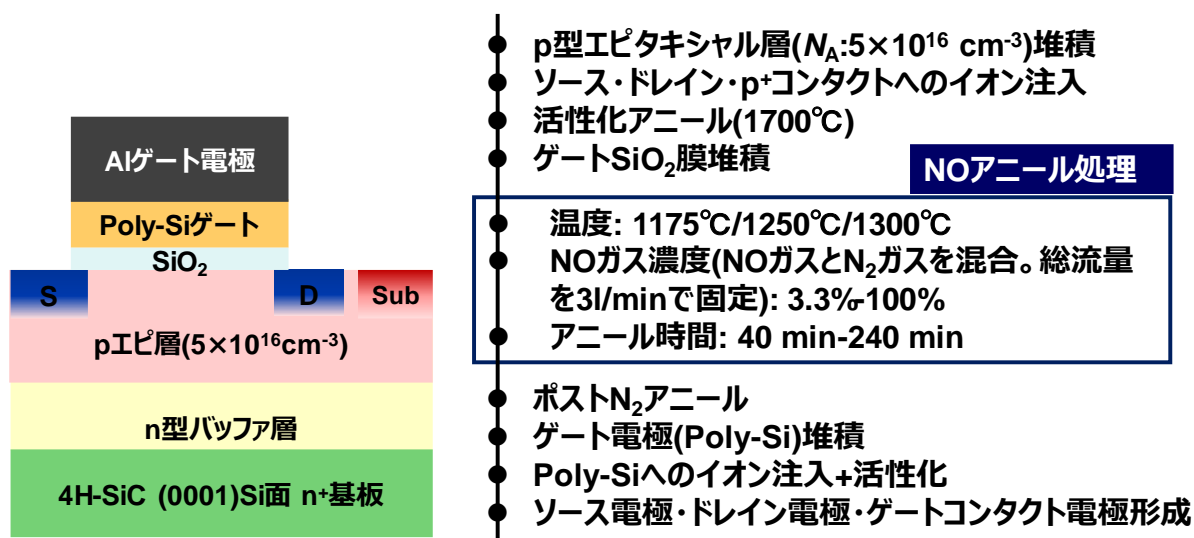 Alゲート電極
Poly-Siゲート
SiO₂
S
D
Sub
pエピ層(5×10¹⁶cm⁻³)
n型バッファ層
4H-SiC (0001)Si面 n⁺基板
p型エピタキシャル層(N_A:5×10¹⁶ cm⁻³)堆積
ソース・ドレイン・p⁺コンタクトへのイオン注入
活性化アニール(1700℃)
ゲートSiO₂膜堆積
NOアニール処理
温度: 1175℃/1250℃/1300℃
NOガス濃度(NOガスとN₂ガスを混合。総流量
を3l/minで固定): 3.3%-100%
アニール時間: 40 min-240 min
ポストN₂アニール
ゲート電極(Poly-Si)堆積
Poly-Siへのイオン注入+活性化
ソース電極・ドレイン電極・ゲートコンタクト電極形成